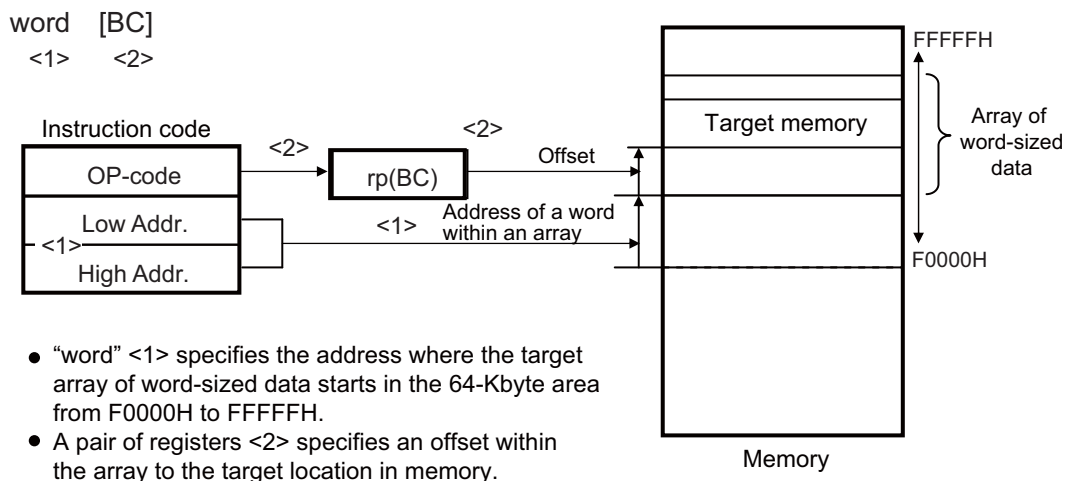 word [BC]
<1> <2>
FFFFFH
Array of
word-sized
data
Target memory
Instruction code
<2>
<2>
OP-code
rp(BC)
Offset
Low Addr.
<1>
High Addr.
<1>
Address of a word
within an array
F0000H
● “word” <1> specifies the address where the target
array of word-sized data starts in the 64-Kbyte area
from F0000H to FFFFFH.
● A pair of registers <2> specifies an offset within
the array to the target location in memory.
Memory